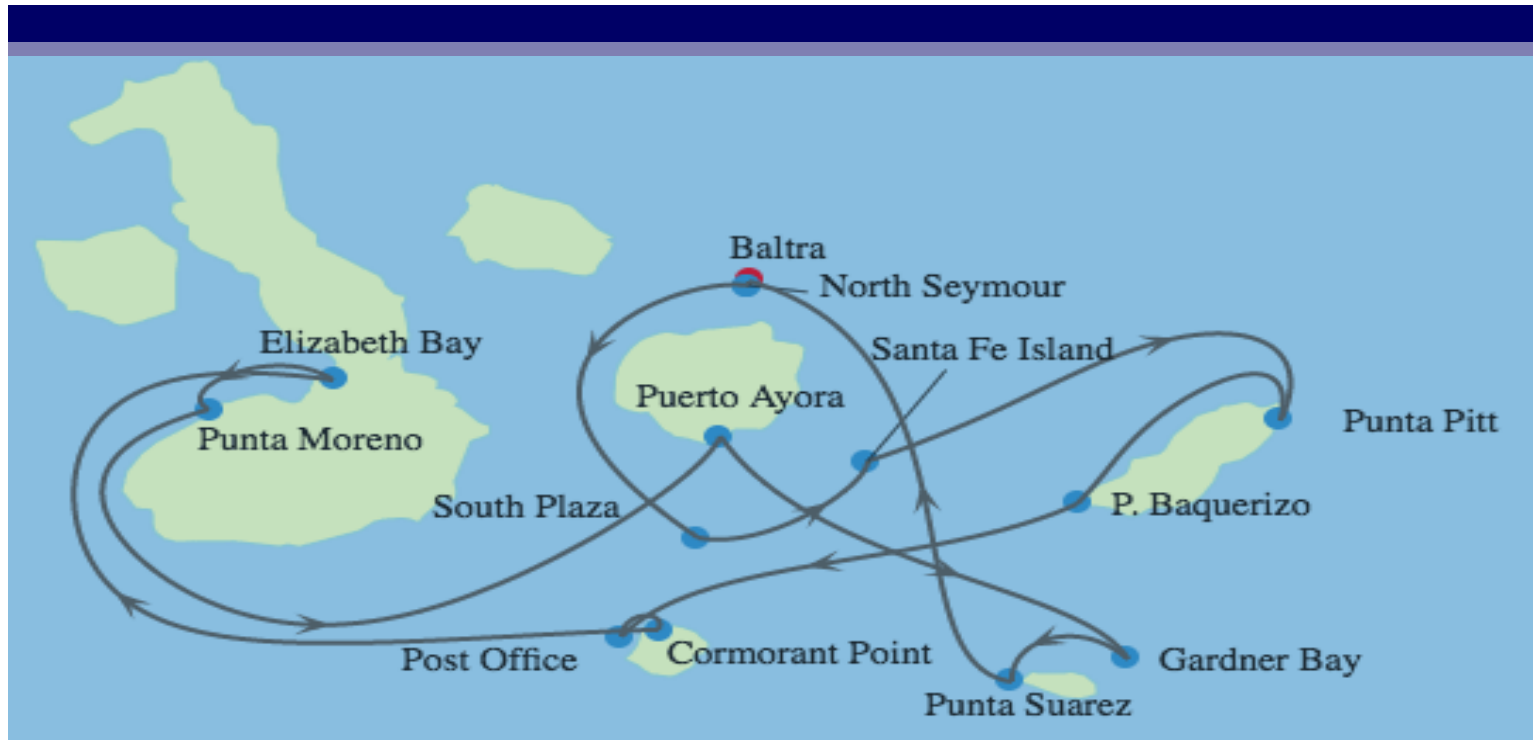 Baltra
North Seymour
Elizabeth Bay
Santa Fe Island
Puerto Ayora
Punta Moreno
Punta Pitt
South Plaza
P. Baquerizo
Post Office
Cormorant Point
Gardner Bay
Punta Suarez